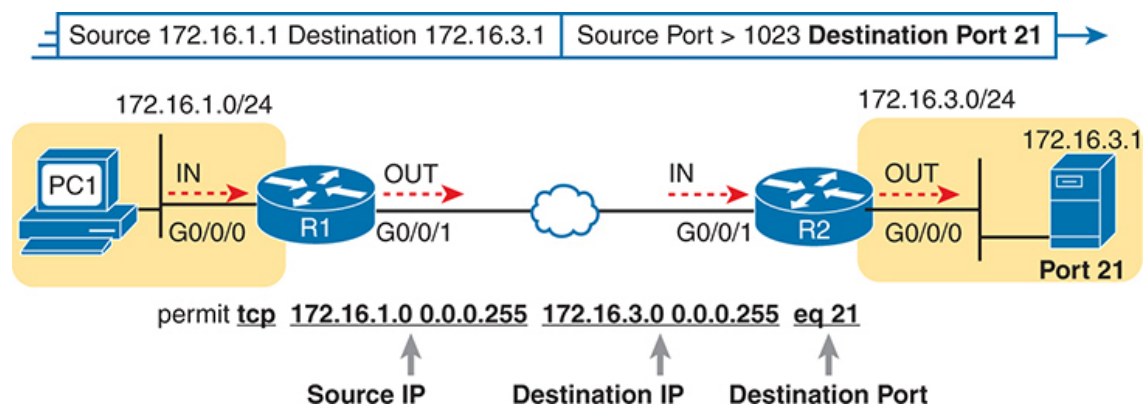 Source 172.16.1.1 Destination 172.16.3.1 Source Port > 1023 Destination Port 21
172.16.1.0/24
172.16.3.0/24
172.16.3.1
PC1
IN
OUT
IN
OUT
R1
R2
G0/0/0
G0/0/1
G0/0/1
G0/0/0
Port 21
permit tcp 172.16.1.0 0.0.0.255 172.16.3.0 0.0.0.255 eq 21
Source IP
Destination IP
Destination Port